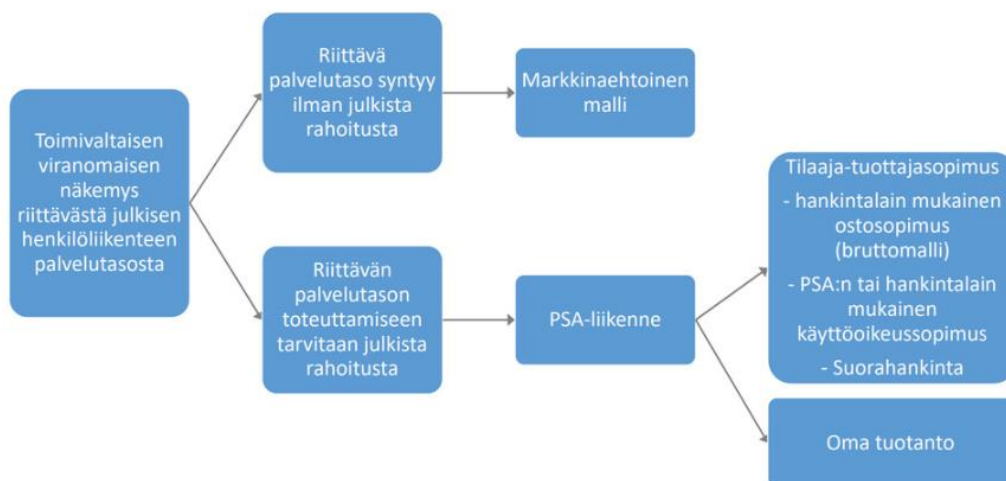 Toimivaltaisen
viranomaisen
näkemys
riittävästä julkisen
henkilöliikenteen
palvelutasosta
Riittävä
palvelutaso syntyy
ilman julkista
rahoitusta
Markkinaehtoinen
malli
Riittävän
palvelutason
toteuttamiseen
tarvitaan julkista
rahoitusta
PSA-liikenne
Tilaaja-tuottajasopimus
- hankintalain mukainen
ostosopimus
(bruttomalli)
- PSA:n tai hankintalain
mukainen
käyttöoikeussopimus
- Suorahankinta
Oma tuotanto